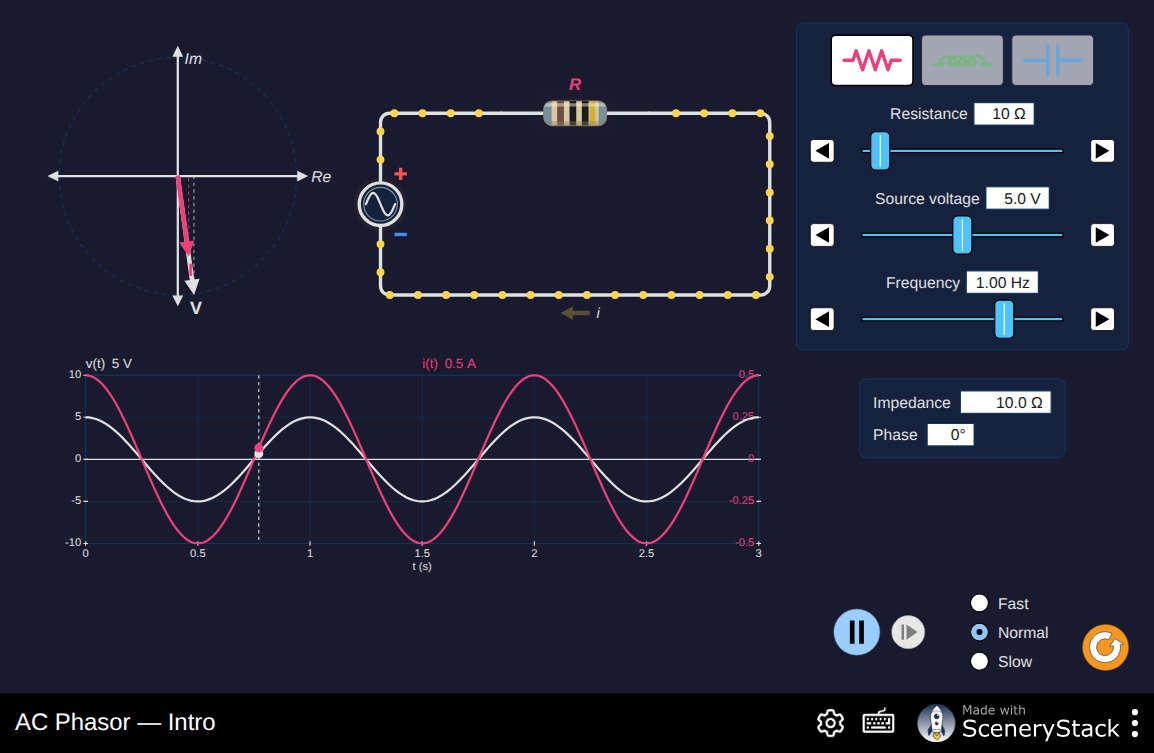 Im
Re
V
R
+
−
i
Resistance 10 Ω
Source voltage 5.0 V
Frequency 1.00 Hz
Impedance 10.0 Ω
Phase 0°
v(t) 5 V
i(t) 0.5 A
10
5
0
-5
-10
0.5
0.25
0
-0.25
-0.5
0 0.5 1 1.5 2 2.5 3
t (s)
Fast
Normal
Slow
AC Phasor — Intro
Made with
SceneryStack